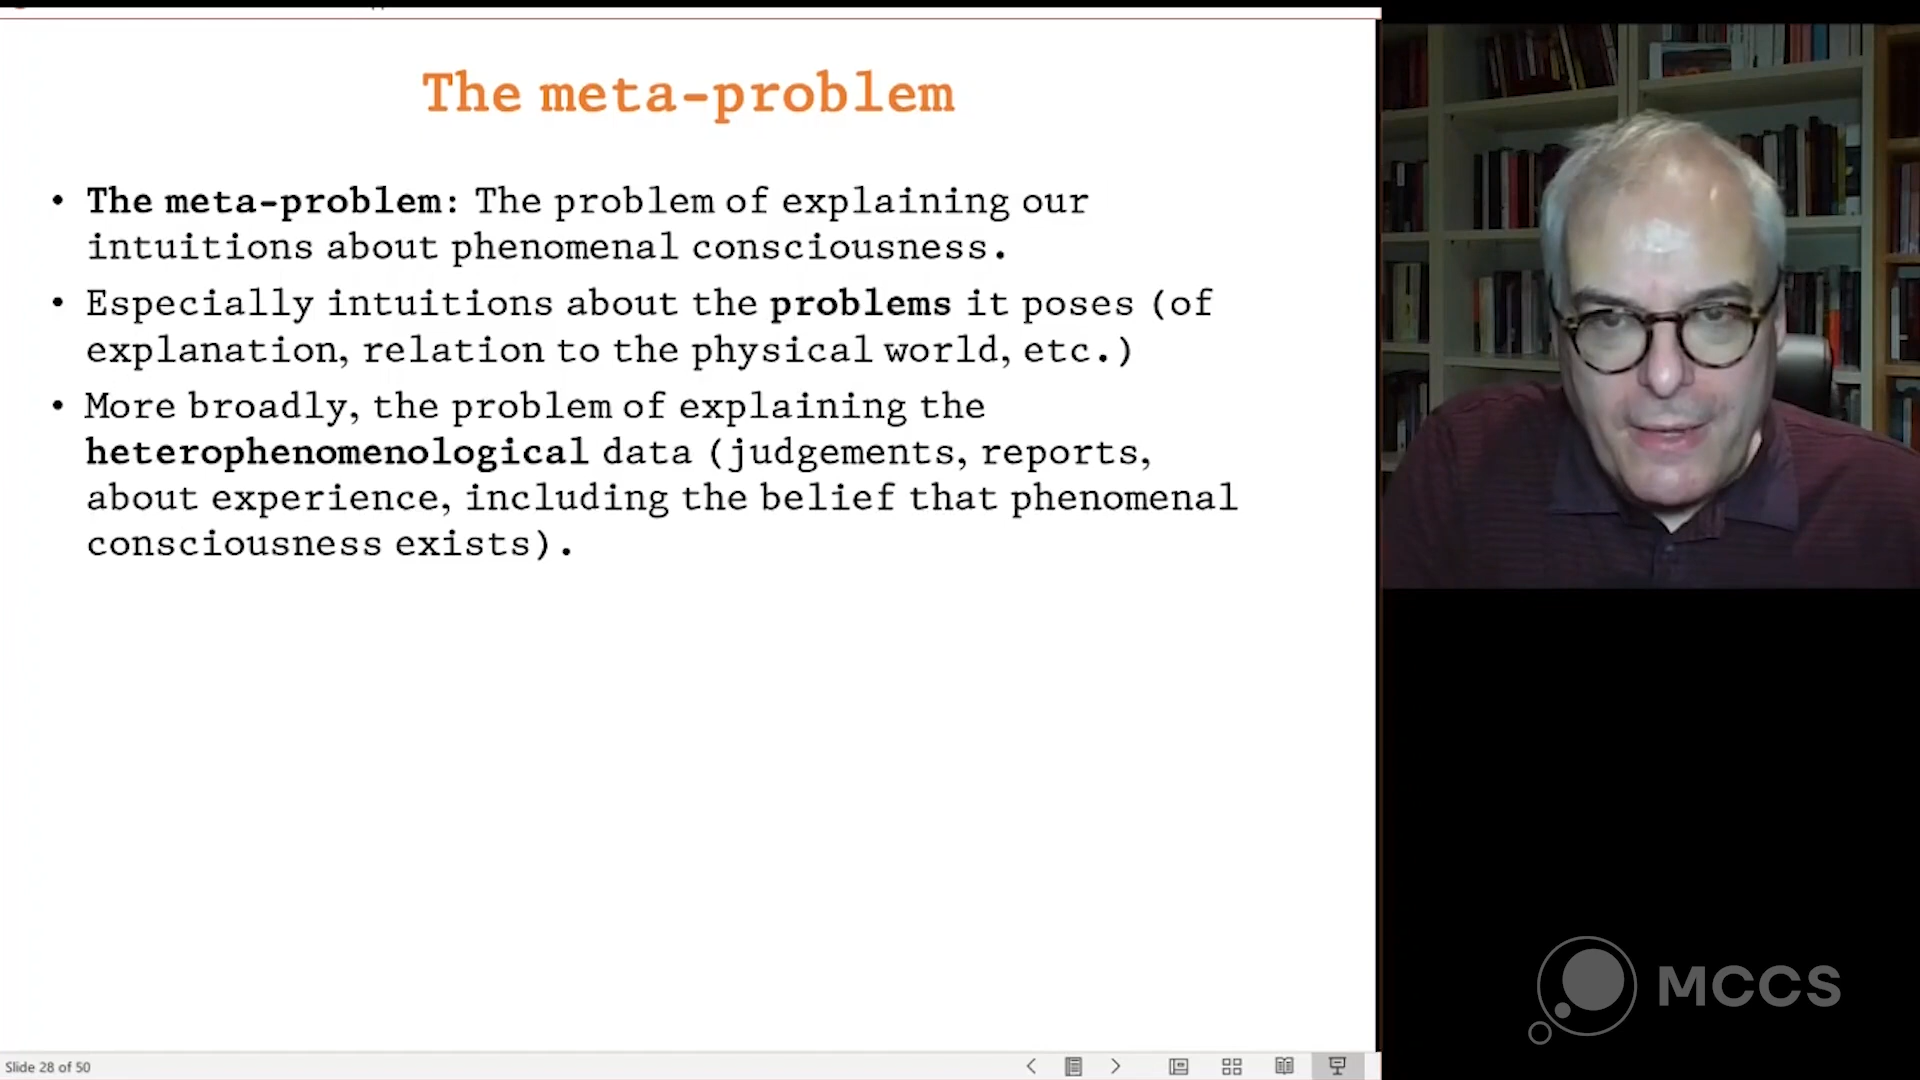 The meta-problem
• The meta-problem: The problem of explaining our
intuitions about phenomenal consciousness.
• Especially intuitions about the problems it poses (of
explanation, relation to the physical world, etc.)
• More broadly, the problem of explaining the
heterophenomenological data (judgements, reports,
about experience, including the belief that phenomenal
consciousness exists).
MCCS
Slide 28 of 50